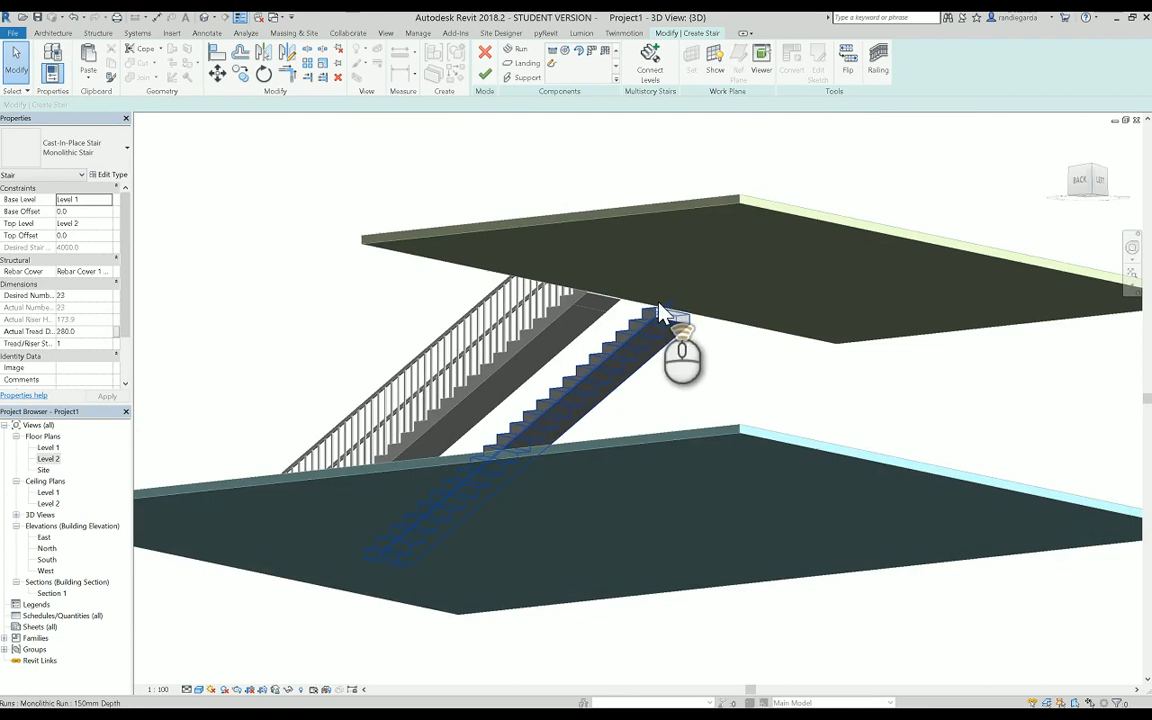 Autodesk Revit 2018.2 - STUDENT VERSION - Project1 - 3D View: {3D}
Type a keyword or phrase
randiegarda
File Architecture Structure Systems Insert Annotate Analyze Massing & Site Collaborate View Manage Add-Ins Site Designer pyRevit Lumion Twinmotion Modify | Create Stair
Modify
Select
Properties
Paste
Clipboard
Cope
Cut
Join
Geometry
Modify
View
Measure
Create
Mode
Run
Landing
Support
Components
Connect Levels
Multistory Stairs
Set
Show
Ref Plane
Viewer
Work Plane
Convert
Edit Sketch
Flip
Railing
Tools
Modify | Create Stair
Properties
Cast-In-Place Stair
Monolithic Stair
Stair
Edit Type
Constraints
Base Level Level 1
Base Offset 0.0
Top Level Level 2
Top Offset 0.0
Desired Stair ... 4000.0
Structural
Rebar Cover Rebar Cover 1 ...
Dimensions
Desired Numb... 23
Actual Numbe... 23
Actual Riser H... 173.9
Actual Tread D... 280.0
Tread/Riser St... 1
Identity Data
Image
Comments
Properties help
Apply
Project Browser - Project1
Views (all)
Floor Plans
Level 1
Level 2
Site
Ceiling Plans
Level 1
Level 2
3D Views
Elevations (Building Elevation)
East
North
South
West
Sections (Building Section)
Section 1
Legends
Schedules/Quantities (all)
Sheets (all)
Families
Groups
Revit Links
BACK
LEFT
1 : 100
Runs : Monolithic Run : 150mm Depth
:0
Main Model
:0